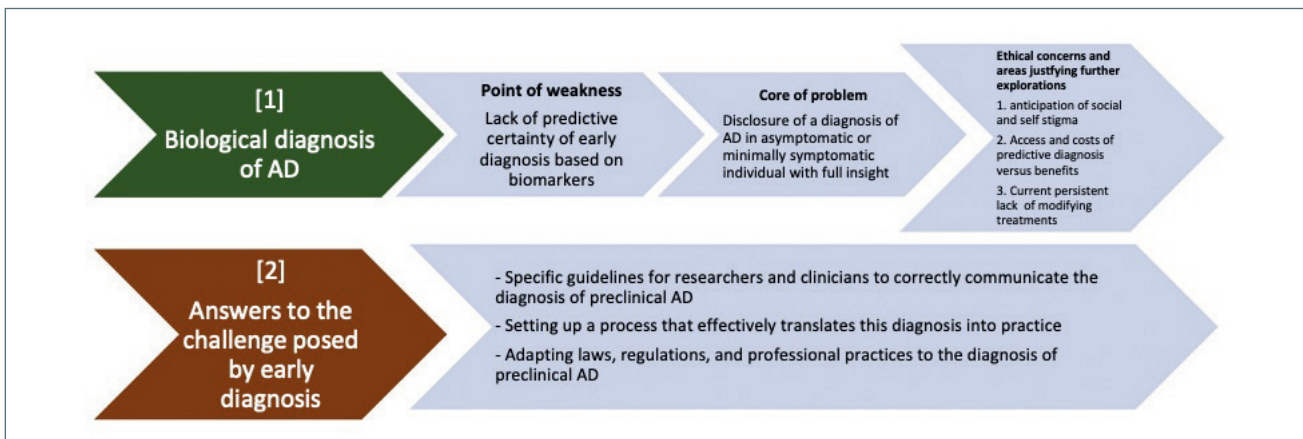 [1]
Biological diagnosis
of AD
Point of weakness
Lack of predictive
certainty of early
diagnosis based on
biomarkers
Core of problem
Disclosure of a diagnosis of
AD in asymptomatic or
minimally symptomatic
individual with full insight
Ethical concerns and
areas justifying further
explorations
1. anticipation of social
and self stigma
2. Access and costs of
predictive diagnosis
versus benefits
3. Current persistent
lack of modifying
treatments
[2]
Answers to the
challenge posed
by early
diagnosis
- Specific guidelines for researchers and clinicians to correctly communicate the
diagnosis of preclinical AD
- Setting up a process that effectively translates this diagnosis into practice
- Adapting laws, regulations, and professional practices to the diagnosis of
preclinical AD